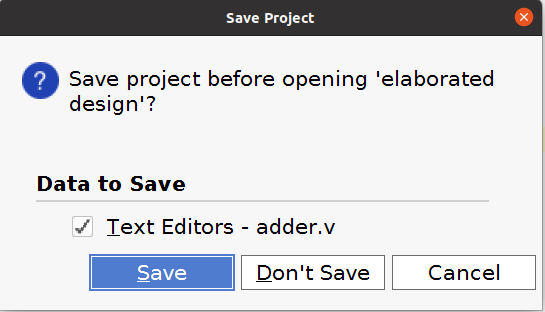 Save Project
Save project before opening 'elaborated
design'?
Data to Save
Text Editors - adder.v
Save
Don't Save
Cancel